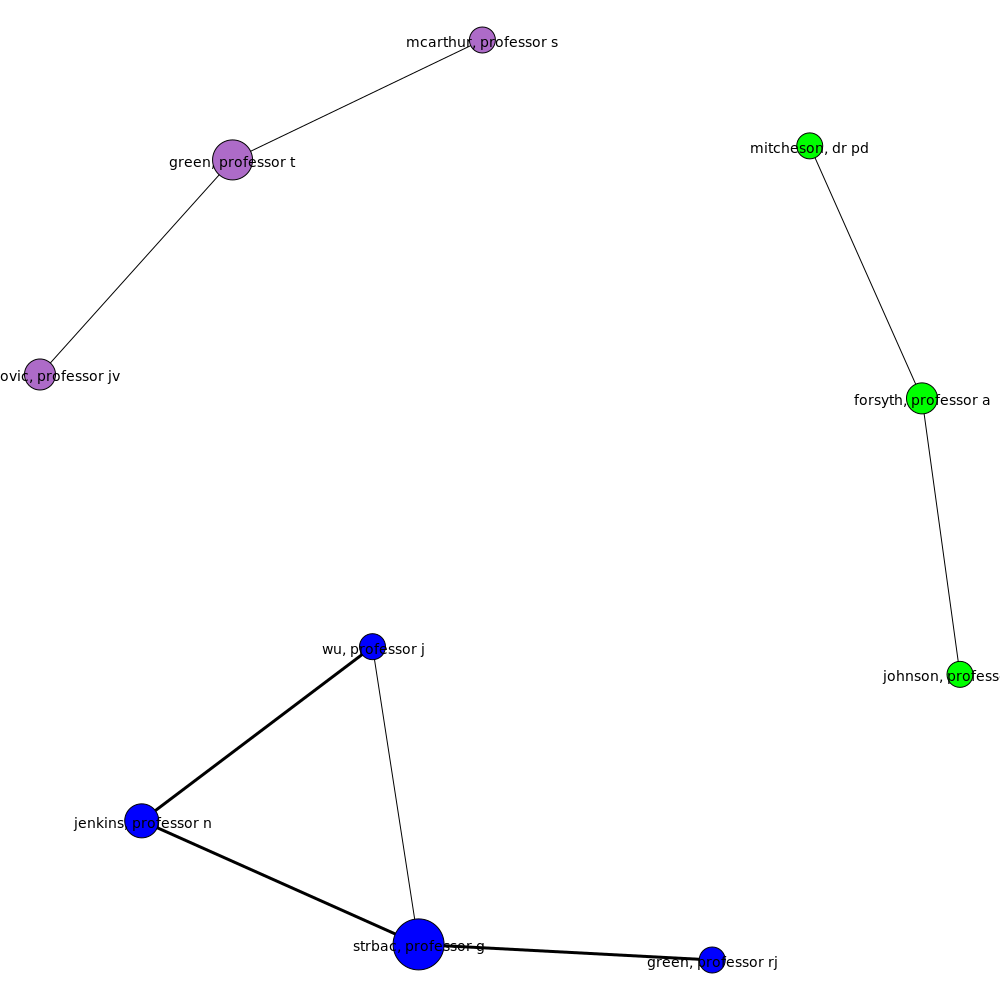 mcarthur, professor s
mitcheson, dr pd
green, professor t
ovic, professor jv
forsyth, professor a
wu, professor j
johnson, profess
jenkins, professor n
strbac, professor g
green, professor rj